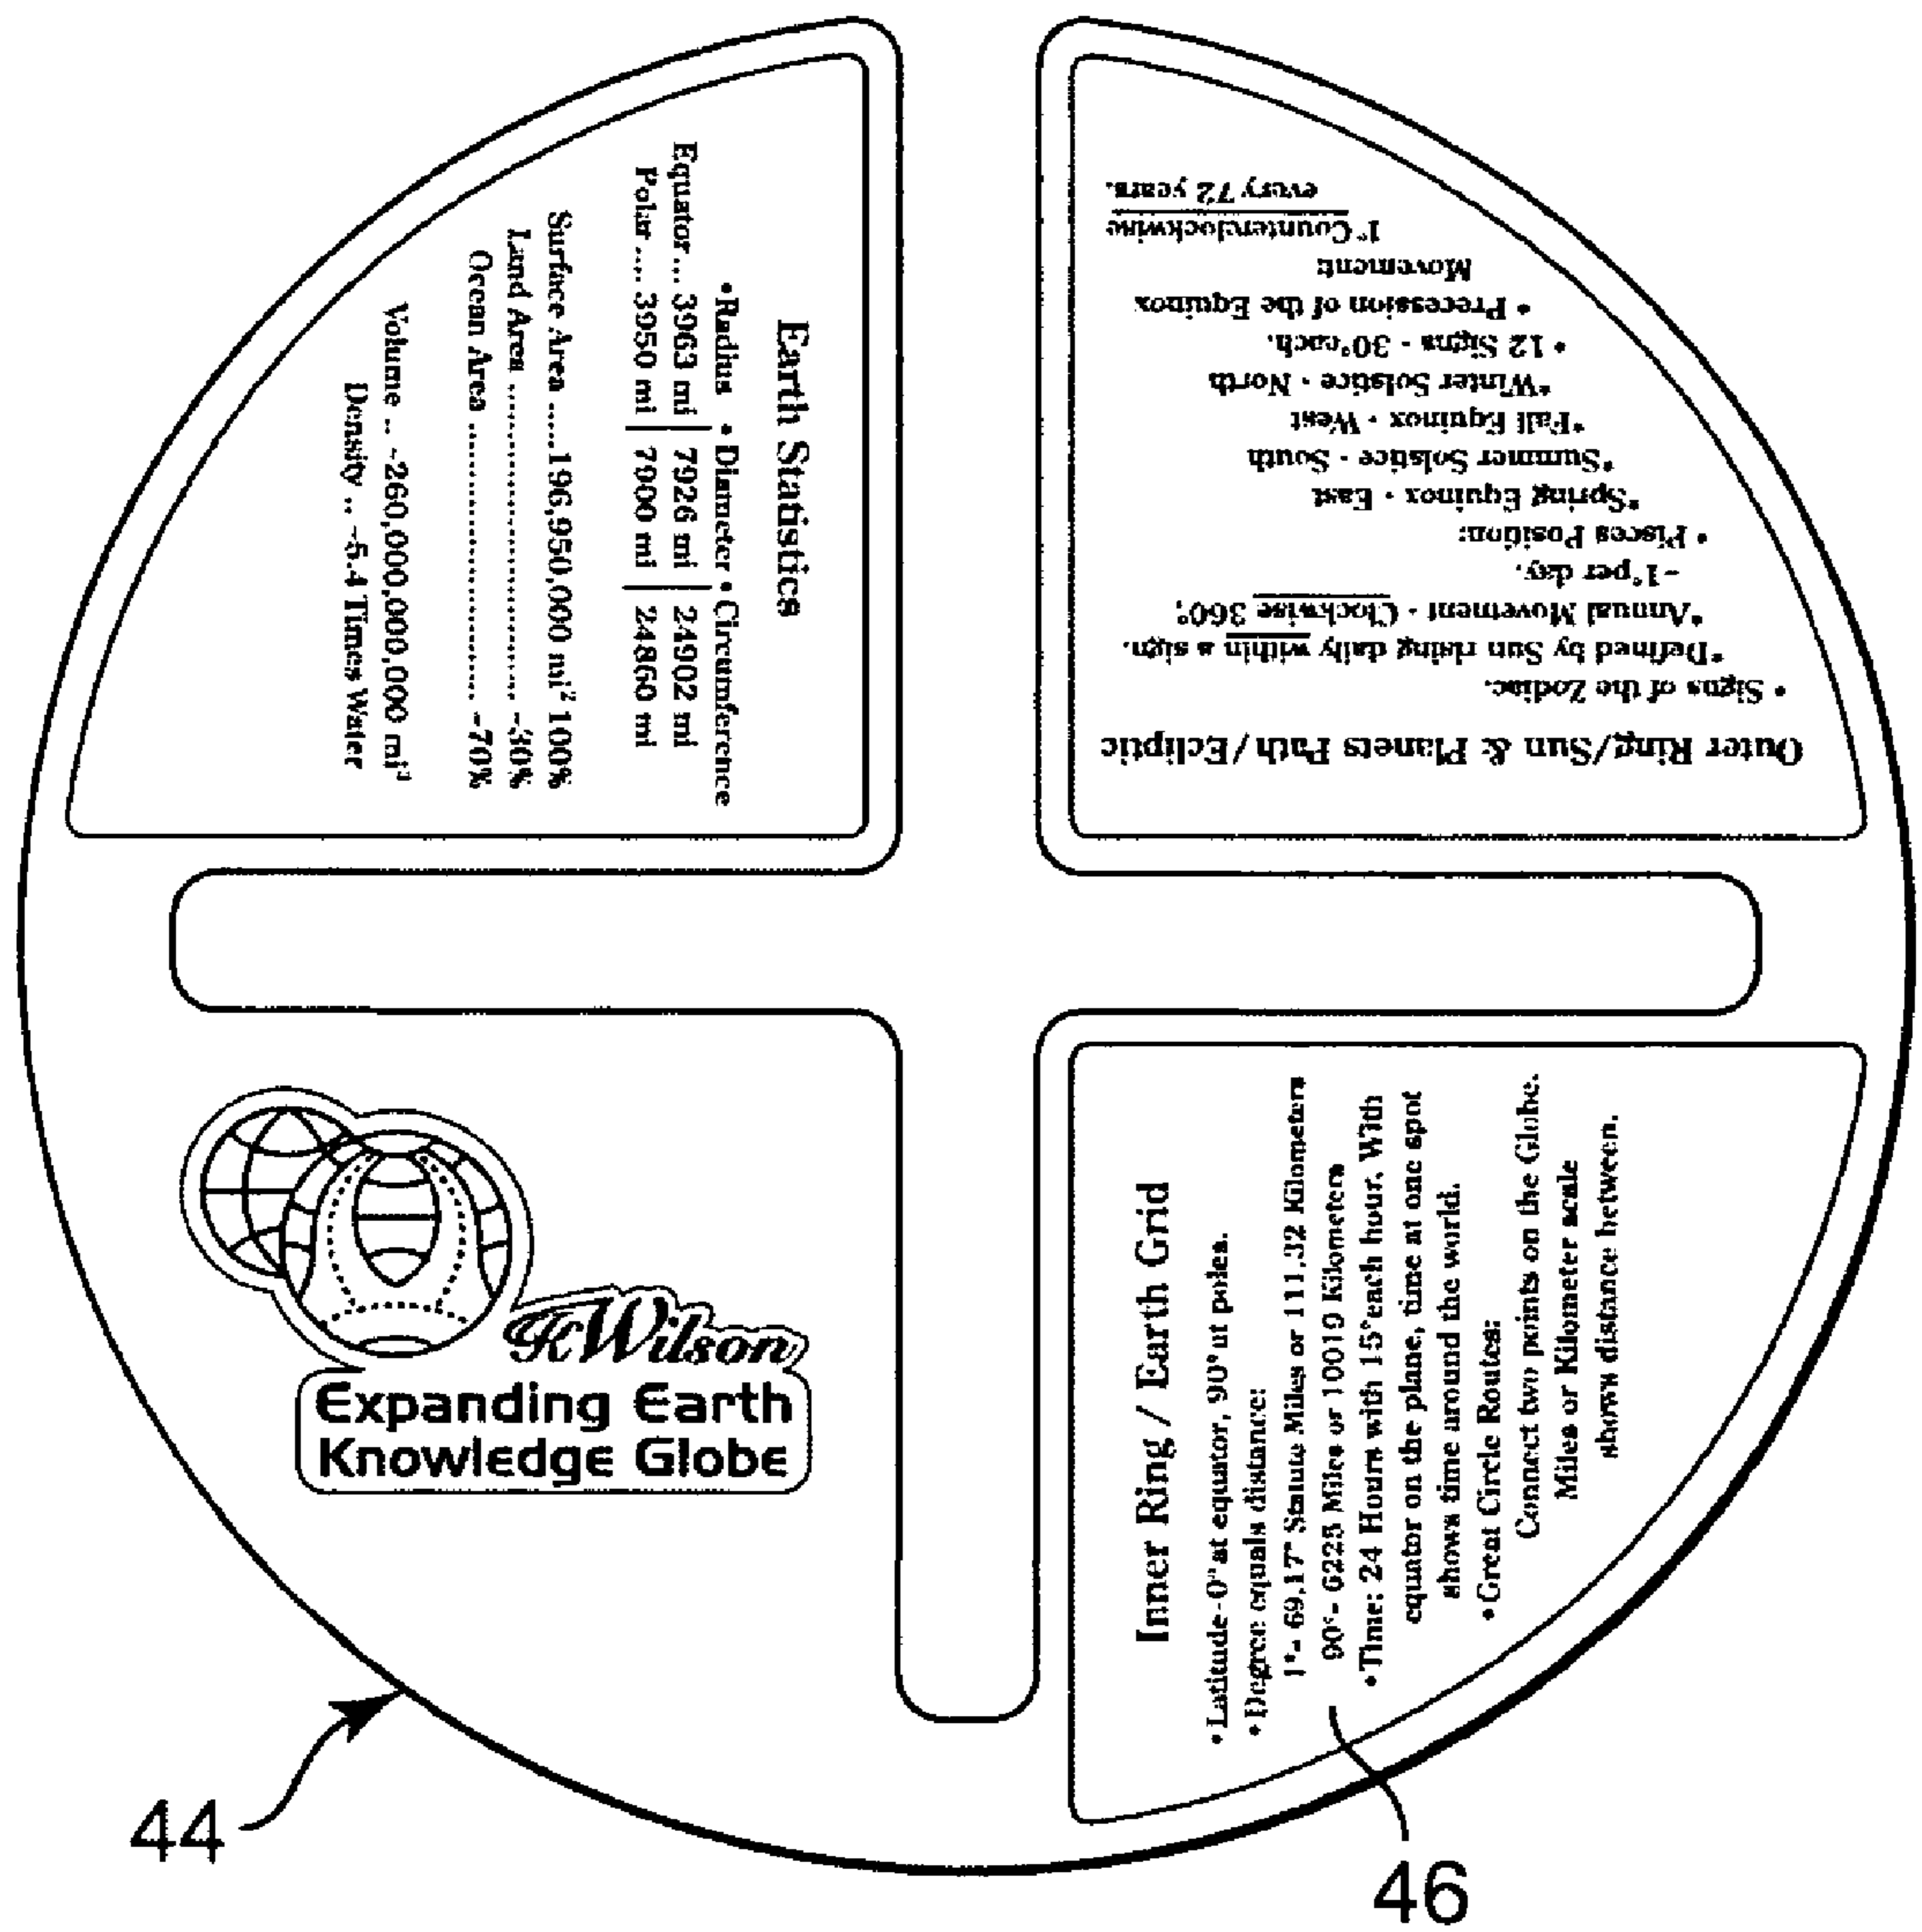 Earth Statistics
•Radius • Diameter • Circumference
Equator... 3963 mi | 7926 mi | 24902 mi
Polar.... 3950 mi | 7900 mi | 24860 mi
Surface Area ......196,950,000 mi² 100%
Land Area ........................ ~30%
Ocean Area ........................ ~70%
Volume .. ~260,000,000,000 mi³
Density .. ~5.4 Times Water
Outer Ring/Sun & Planets Path/Ecliptic
• Signs of the Zodiac.
*Defined by Sun rising daily within a sign.
*Annual Movement - Clockwise 360°,
~1°per day.
• Pisces Position:
*Spring Equinox - East
*Summer Solstice - South
*Fall Equinox - West
*Winter Solstice - North
• 12 Signs - 30°each.
• Precession of the Equinox
Movement
1°Counterclockwise
every 72 years.
KWilson
Expanding Earth
Knowledge Globe
Inner Ring / Earth Grid
•Latitude-0°at equator, 90°at poles.
•Degree equals distance:
1°- 69.17 Statute Miles or 111.32 Kilometers
90°- 6225 Miles or 10019 Kilometers
•Time: 24 Hours with 15°each hour. With
equator on the plane, time at one spot
shows time around the world.
•Great Circle Routes:
Connect two points on the Globe.
Miles or Kilometer scale
shows distance between.
44
46